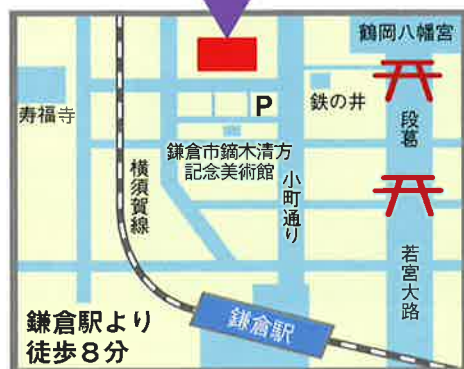 鶴岡八幡宮
寿福寺
P
鉄の井
段葛
鎌倉市鏑木清方
記念美術館
横須賀線
小町通り
若宮大路
鎌倉駅
鎌倉駅より
徒歩8分